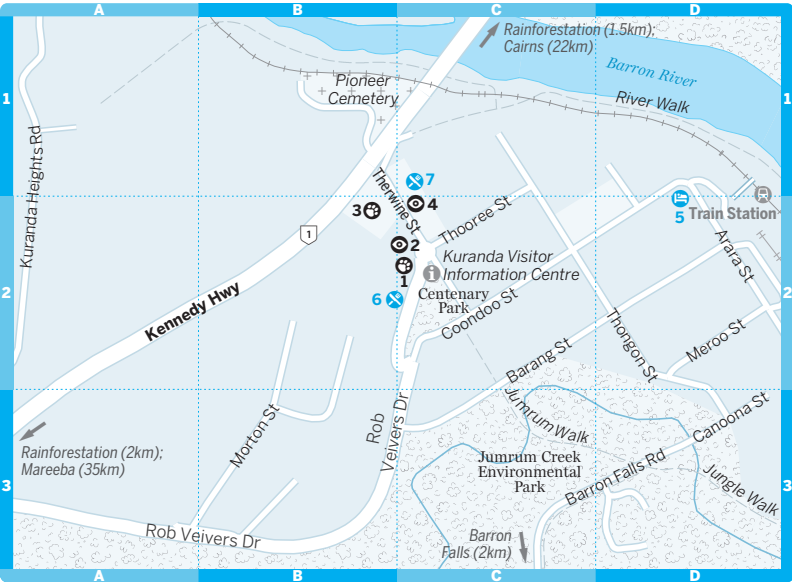 A
B
C
D
Rainforestation (1.5km);
Cairns (22km)
Barron River
Pioneer
Cemetery
River Walk
1
1
Kuranda Heights Rd
Therwine St
7
3
4
5
Train Station
Thooree St
1
2
Kuranda Visitor
Information Centre
1
i
Arara St
2
2
6
Centenary
Park
Coondoo St
Kennedy Hwy
Thongon St
Meroo St
Barang St
Rob
Veivers Dr
Jumrum Walk
Canoona St
Morton St
Rainforestation (2km);
Mareeba (35km)
Jumrum Creek
Environmental
Park
Barron Falls Rd
Jungle Walk
3
3
Rob Veivers Dr
Barron
Falls (2km)
A
B
C
D